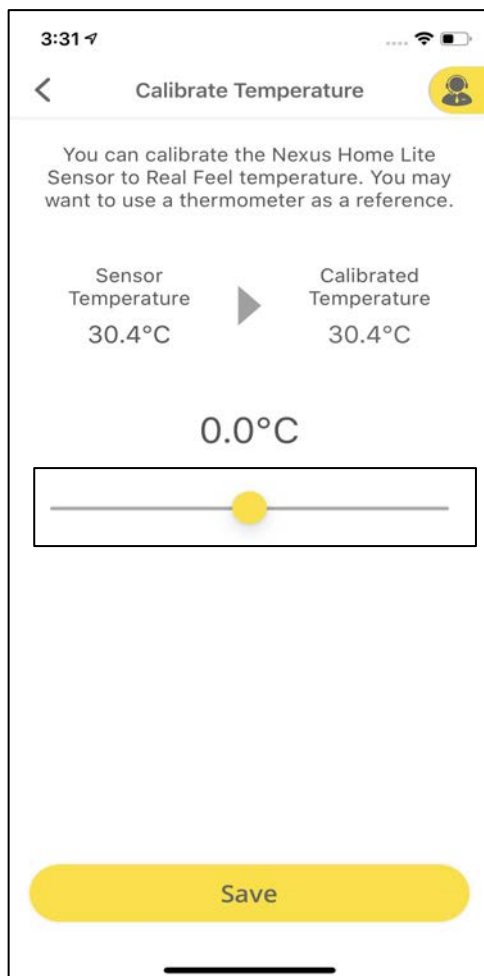 3:31
Calibrate Temperature
You can calibrate the Nexus Home Lite
Sensor to Real Feel temperature. You may
want to use a thermometer as a reference.
Sensor
Temperature
30.4°C
Calibrated
Temperature
30.4°C
0.0°C
Save